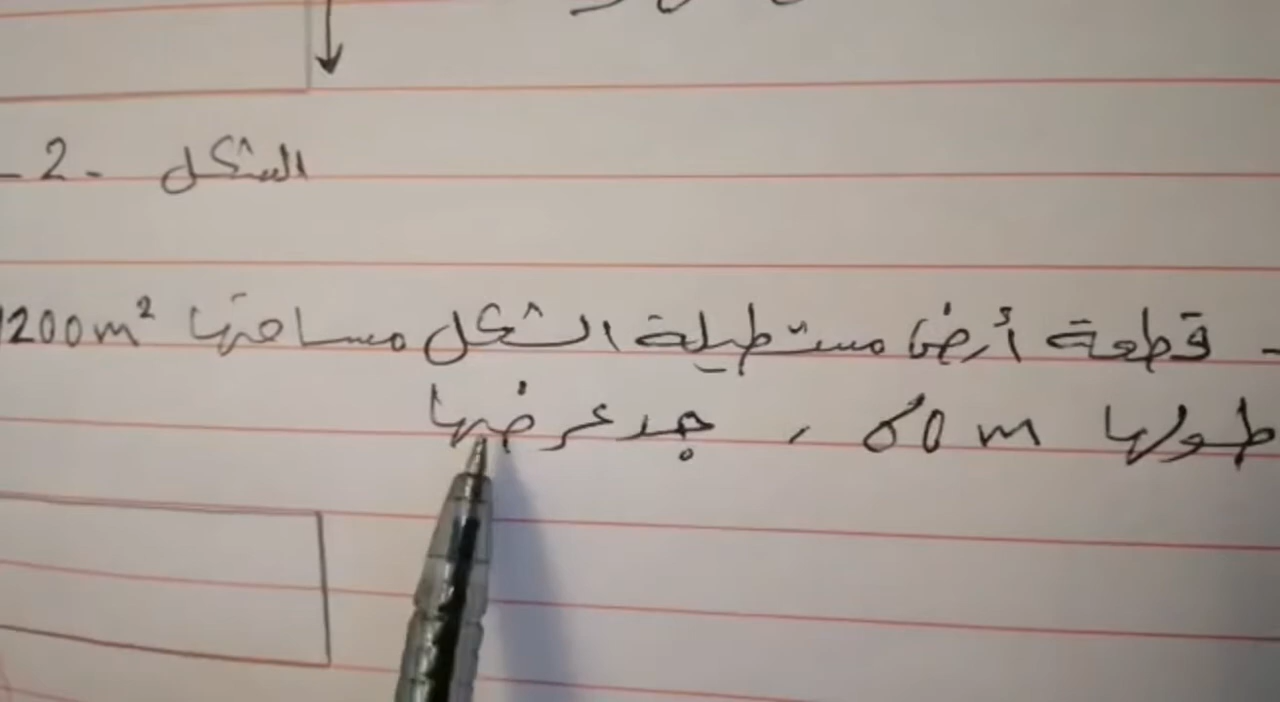 الشكل -2-
- قطعة أرض مستطيلة الشكل مساحتها 1200m²
طولها 60 m ، جد عرضها